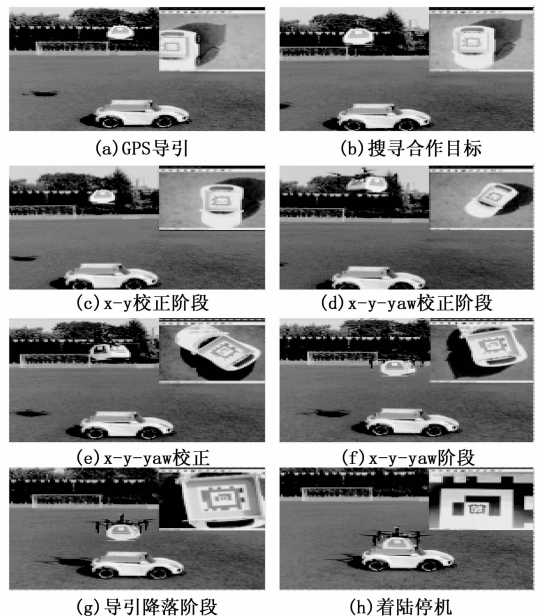 (a)GPS导引
(b)搜寻合作目标
(c)x-y校正阶段
(d)x-y-yaw校正阶段
(e)x-y-yaw校正
(f)x-y-yaw阶段
(g)导引降落阶段
(h)着陆停机